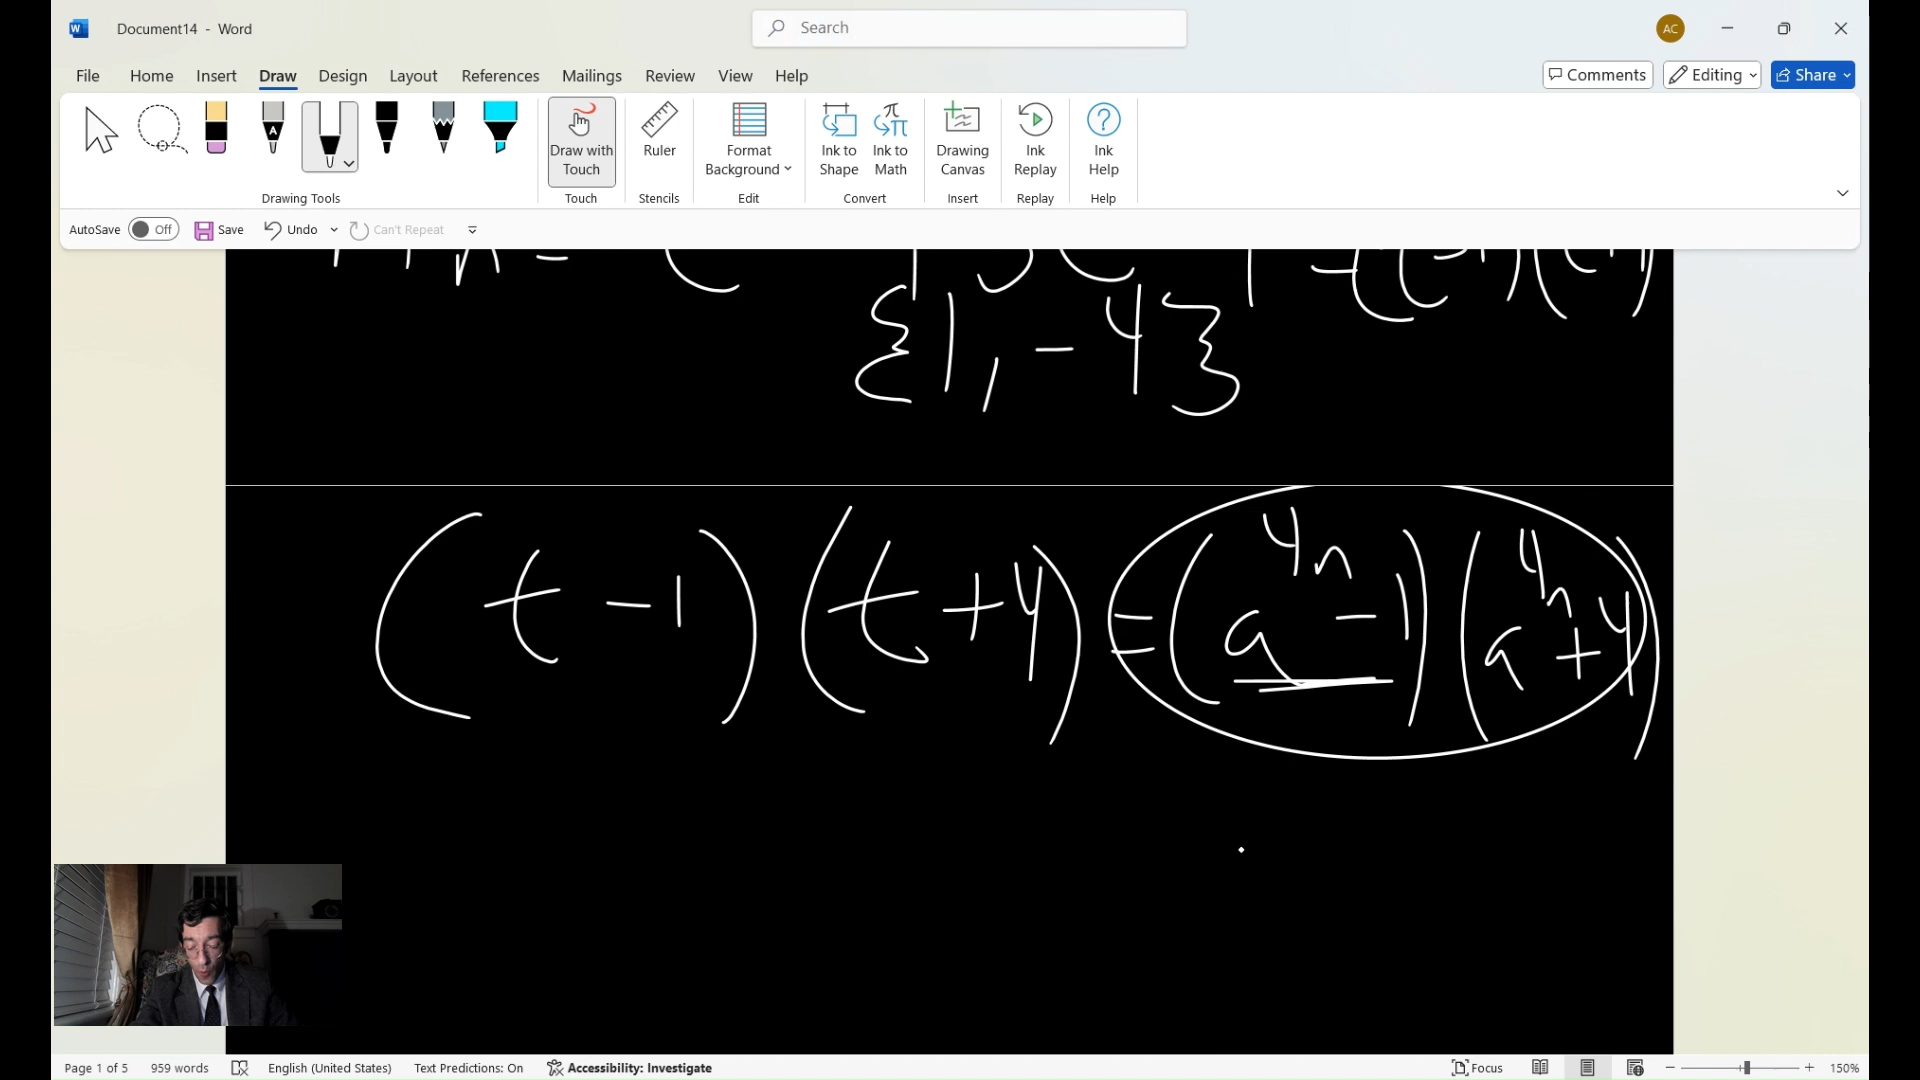 Document14 - Word
Search
AC
File Home Insert Draw Design Layout References Mailings Review View Help
Comments Editing Share
A
Draw with Touch
Ruler
Format Background
Ink to Shape
Ink to Math
Drawing Canvas
Ink Replay
Ink Help
Drawing Tools Touch Stencils Edit Convert Insert Replay Help
AutoSave Off Save Undo Can't Repeat
{1, -4}
(t - 1)(t + 4) = (a^4n - 1)(a^4n + 4)
Page 1 of 5 959 words English (United States) Text Predictions: On Accessibility: Investigate Focus 150%